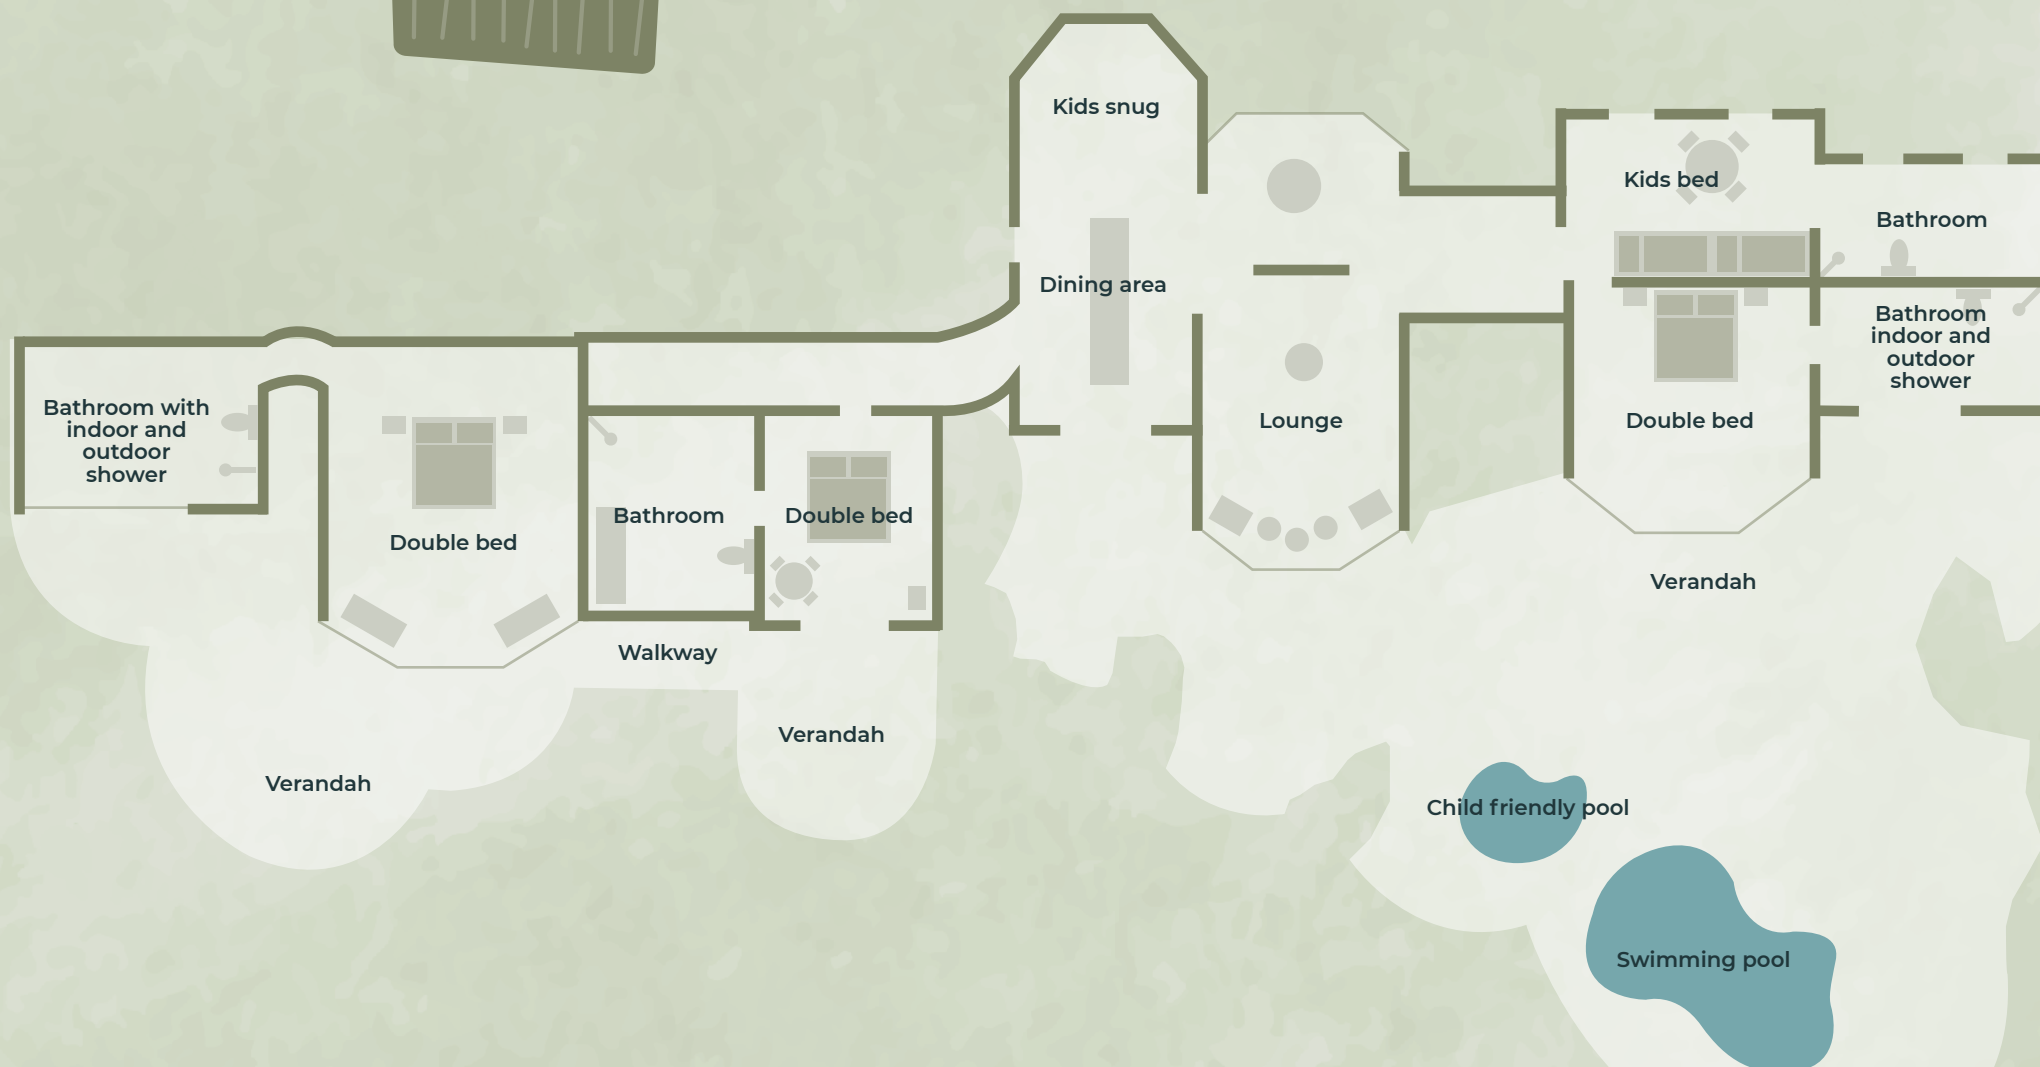 Kids snug
Kids bed
Bathroom
Dining area
Bathroom
indoor and
outdoor
shower
Bathroom with
indoor and
outdoor
shower
Lounge
Double bed
Bathroom
Double bed
Double bed
Verandah
Walkway
Verandah
Verandah
Child friendly pool
Swimming pool